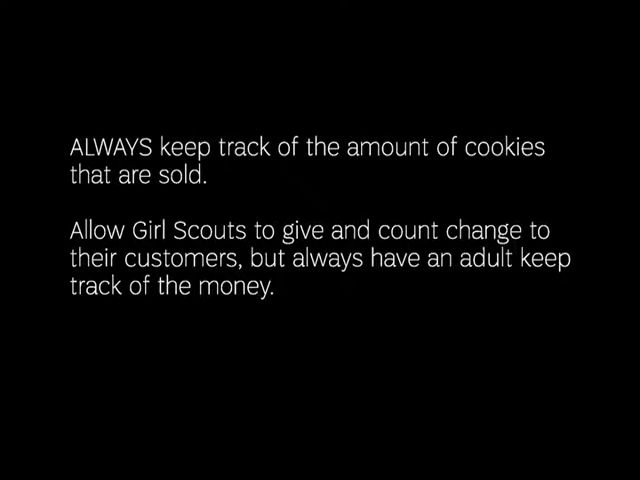 ALWAYS keep track of the amount of cookies
that are sold.
Allow Girl Scouts to give and count change to
their customers, but always have an adult keep
track of the money.